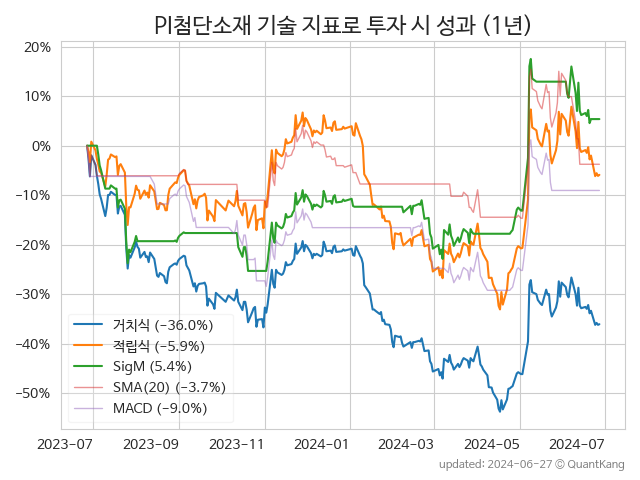 PI첨단소재 기술 지표로 투자 시 성과 (1년)
20%
10%
0%
−10%
−20%
−30%
−40%
−50%
거치식 (−36.0%)
적립식 (−5.9%)
SigM (5.4%)
SMA(20) (−3.7%)
MACD (−9.0%)
2023-07 2023-09 2023-11 2024-01 2024-03 2024-05 2024-07
updated: 2024-06-27 ⓒ QuantKang